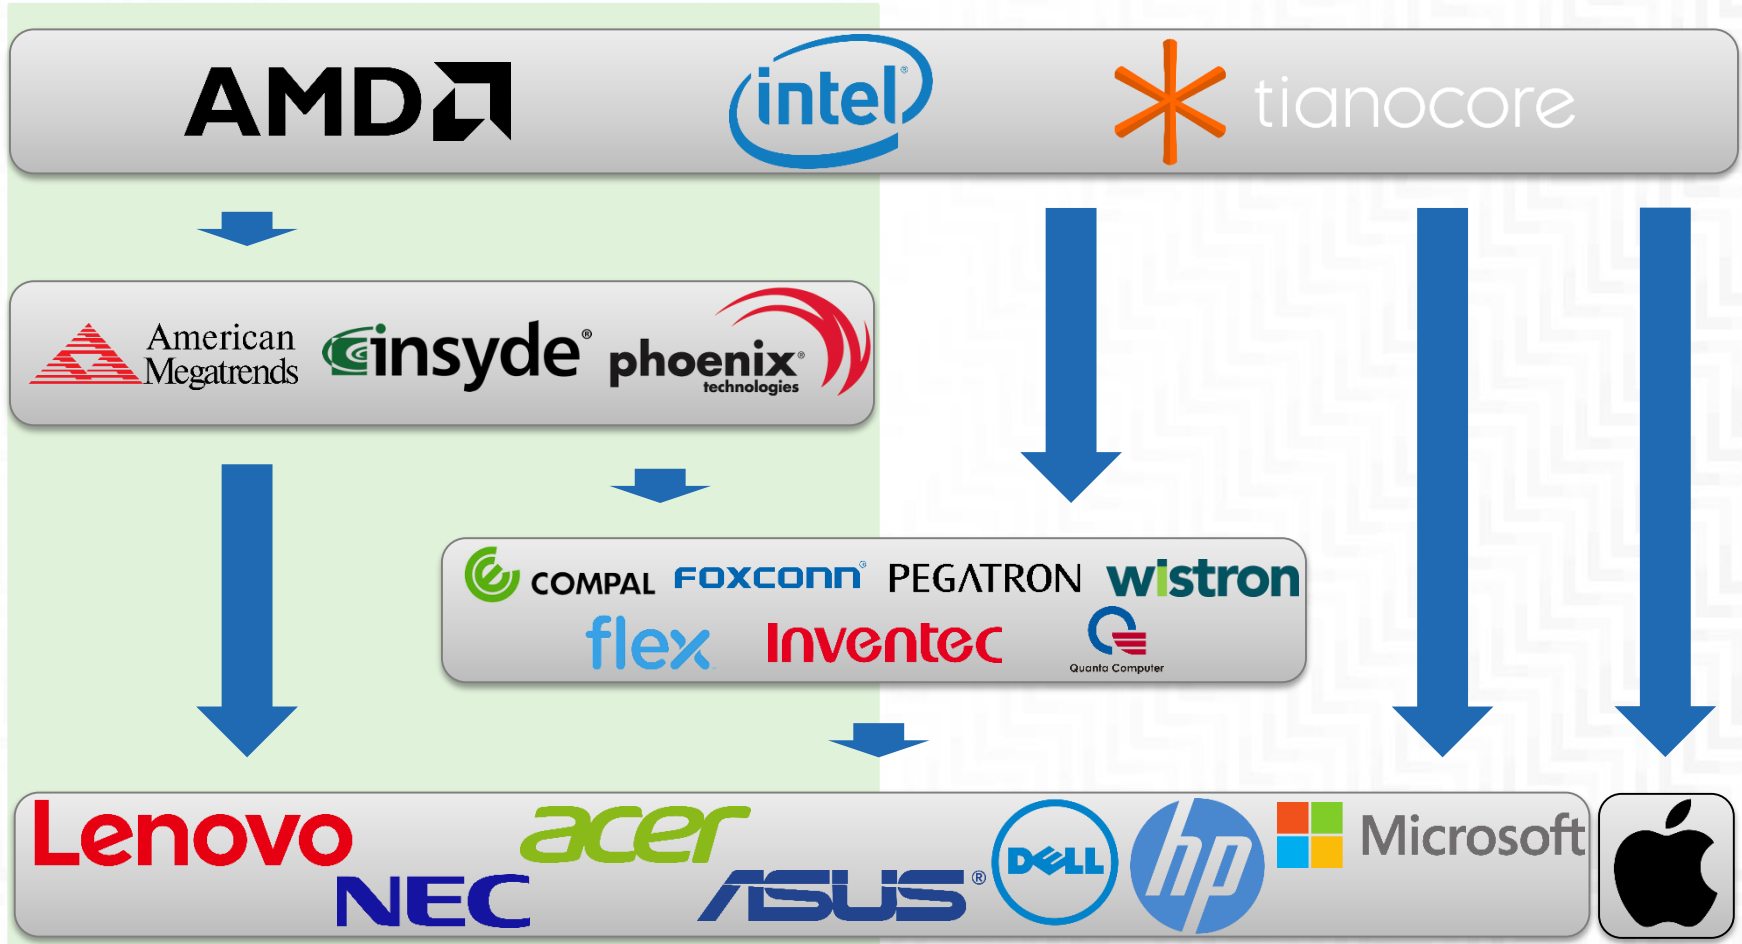 AMD
intel®
tianocore
American
Megatrends
insyde®
phoenix®
technologies
COMPAL
FOXCONN®
PEGATRON
wistron
flex
Inventec
Quanta Computer
Lenovo
acer
NEC
ASUS®
DELL
hp
Microsoft